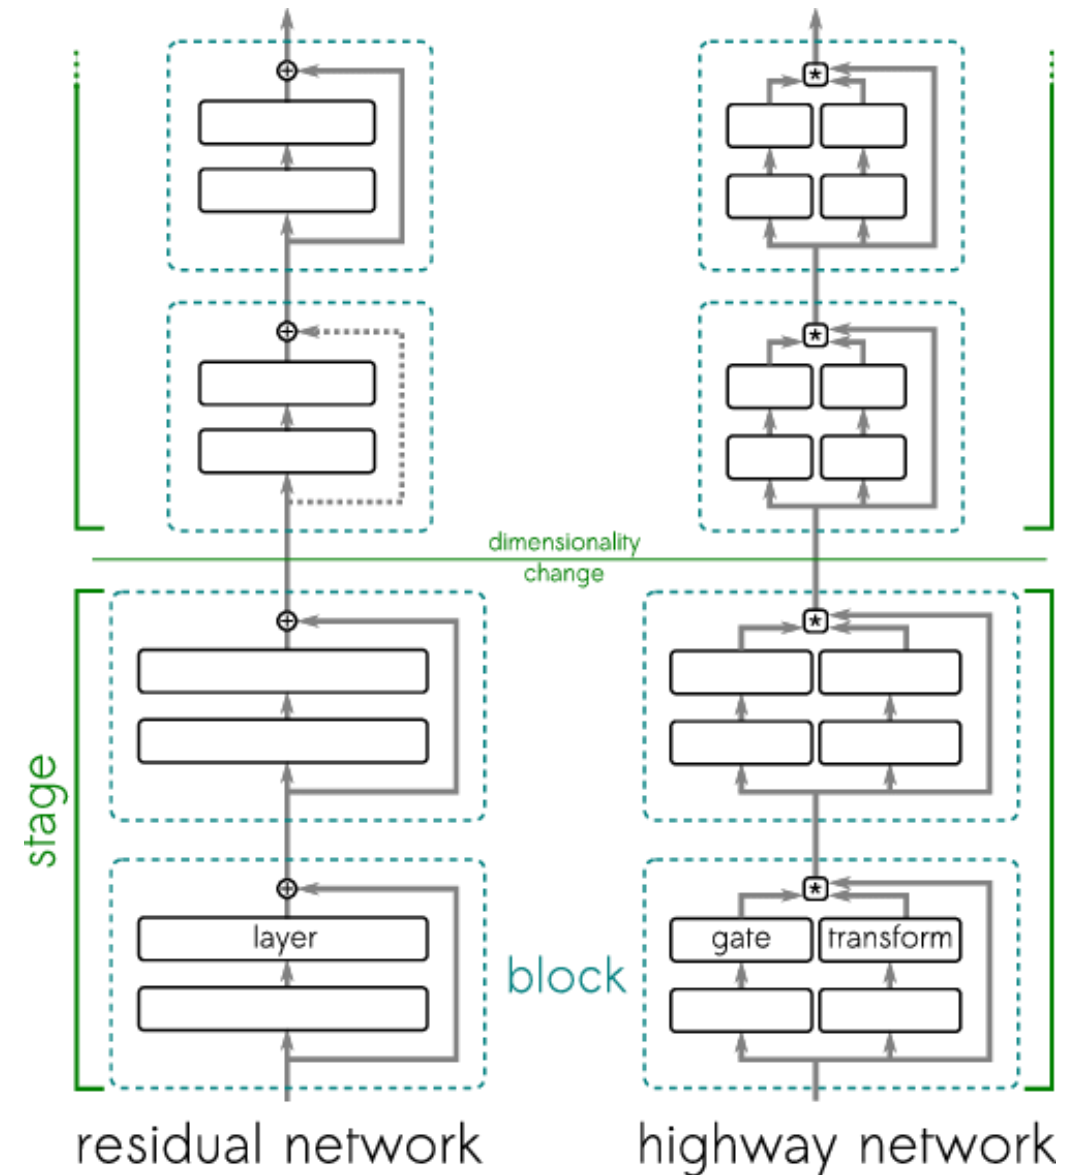 dimensionality
change
stage
layer
block
gate
transform
residual network
highway network